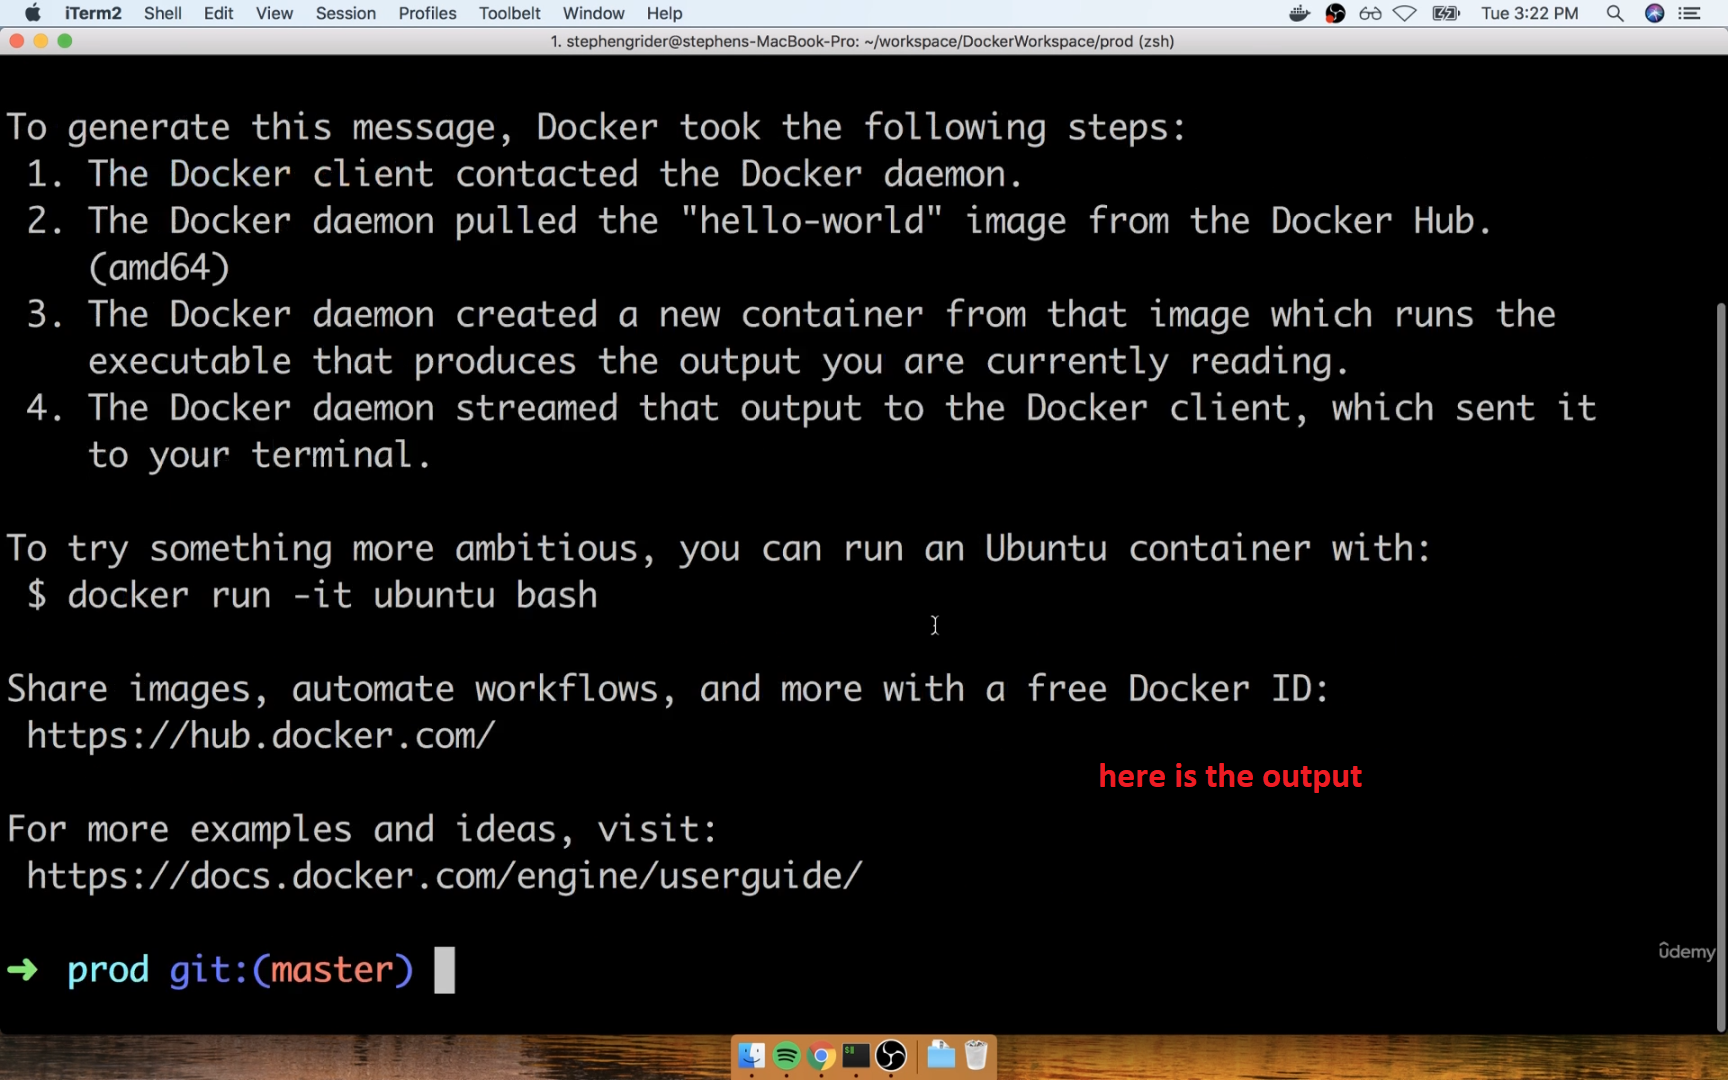 iTerm2 Shell Edit View Session Profiles Toolbelt Window Help Tue 3:22 PM
1. stephengrider@stephens-MacBook-Pro: ~/workspace/DockerWorkspace/prod (zsh)
To generate this message, Docker took the following steps:
1. The Docker client contacted the Docker daemon.
2. The Docker daemon pulled the "hello-world" image from the Docker Hub.
(amd64)
3. The Docker daemon created a new container from that image which runs the
executable that produces the output you are currently reading.
4. The Docker daemon streamed that output to the Docker client, which sent it
to your terminal.
To try something more ambitious, you can run an Ubuntu container with:
$ docker run -it ubuntu bash
Share images, automate workflows, and more with a free Docker ID:
https://hub.docker.com/
here is the output
For more examples and ideas, visit:
https://docs.docker.com/engine/userguide/
ûdemy
➜ prod git:(master)